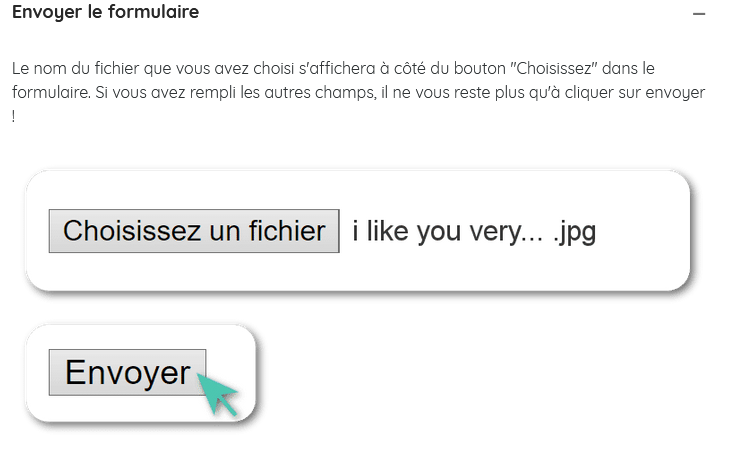 Envoyer le formulaire
Le nom du fichier que vous avez choisi s'affichera à côté du bouton "Choisissez" dans le
formulaire. Si vous avez rempli les autres champs, il ne vous reste plus qu'à cliquer sur envoyer
!
Choisissez un fichier i like you very... .jpg
Envoyer